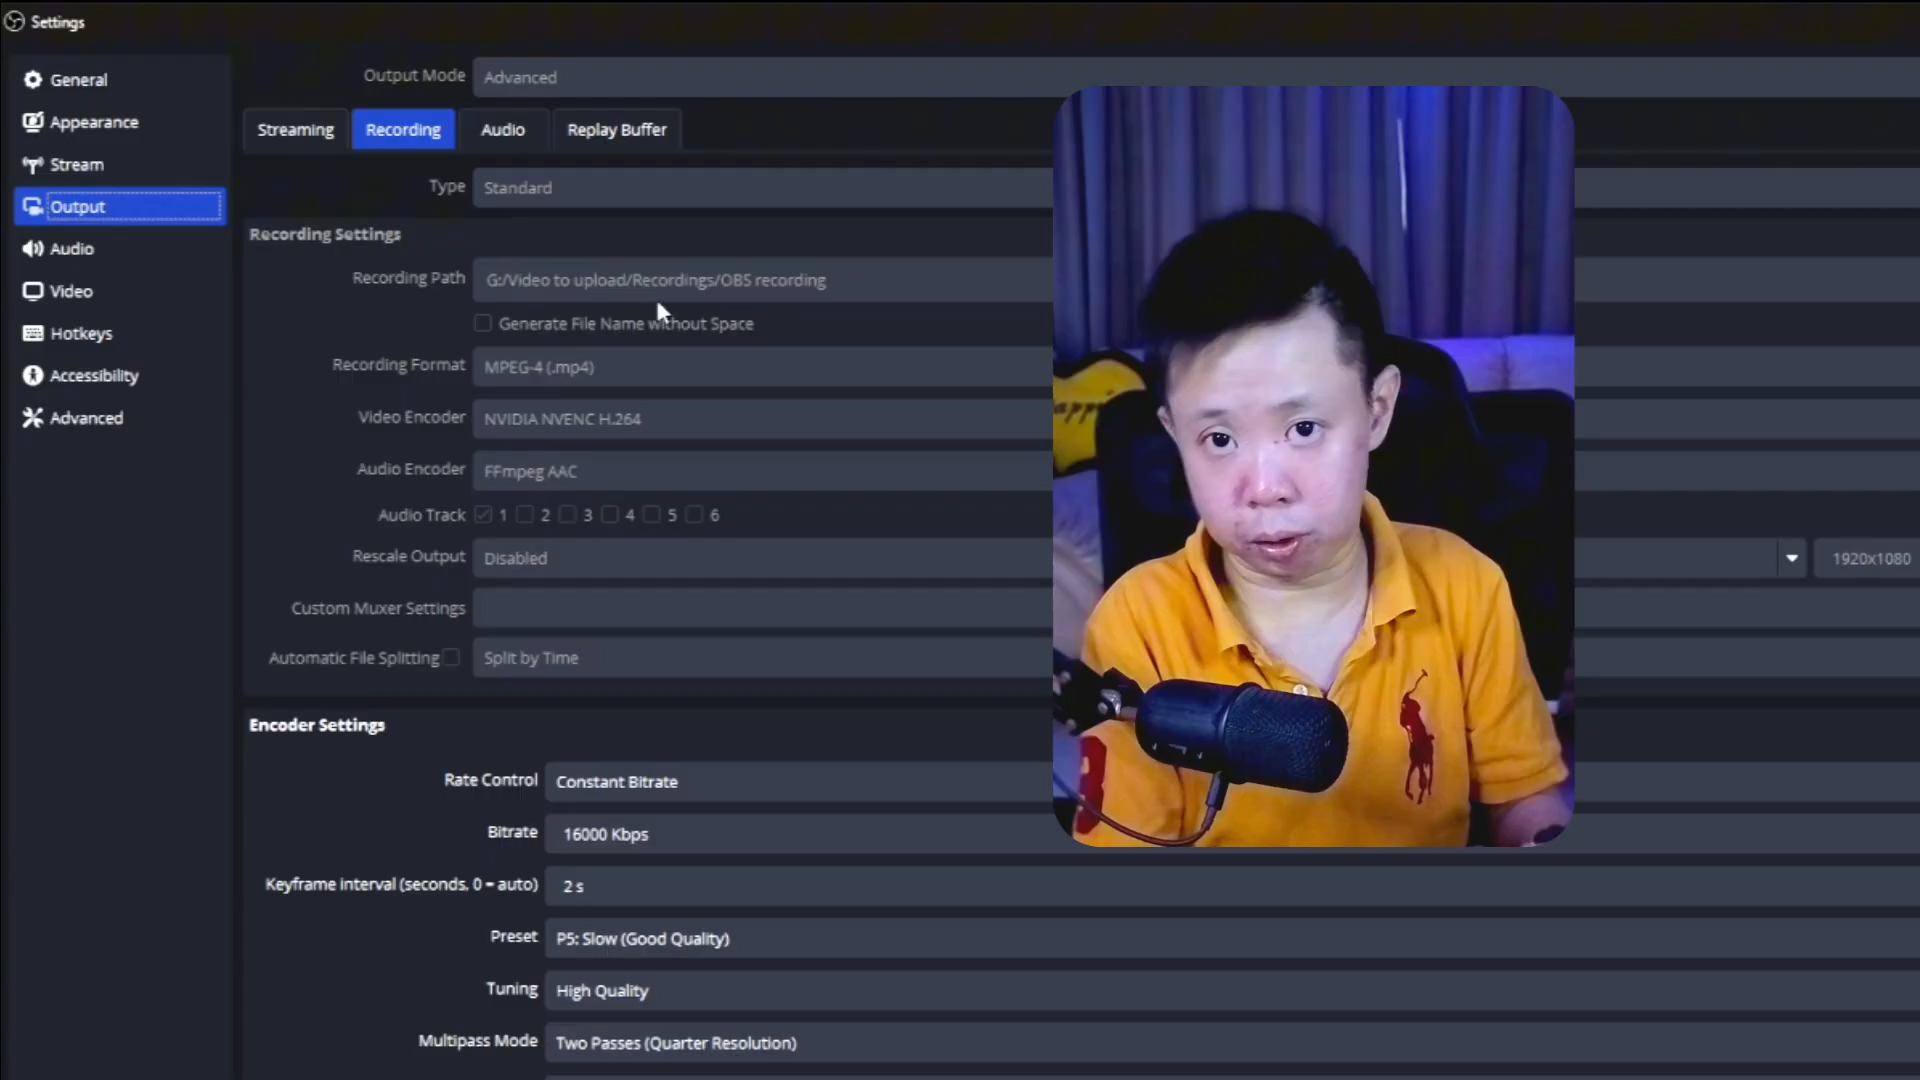 Settings
General
Appearance
Stream
Output
Audio
Video
Hotkeys
Accessibility
Advanced
Output Mode Advanced
Streaming Recording Audio Replay Buffer
Type Standard
Recording Settings
Recording Path G:/Video to upload/Recordings/OBS recording
Generate File Name without Space
Recording Format MPEG-4 (.mp4)
Video Encoder NVIDIA NVENC H.264
Audio Encoder FFmpeg AAC
Audio Track 1 2 3 4 5 6
Rescale Output Disabled 1920x1080
Custom Muxer Settings
Automatic File Splitting Split by Time
Encoder Settings
Rate Control Constant Bitrate
Bitrate 16000 Kbps
Keyframe interval (seconds, 0 = auto) 2 s
Preset P5: Slow (Good Quality)
Tuning High Quality
Multipass Mode Two Passes (Quarter Resolution)